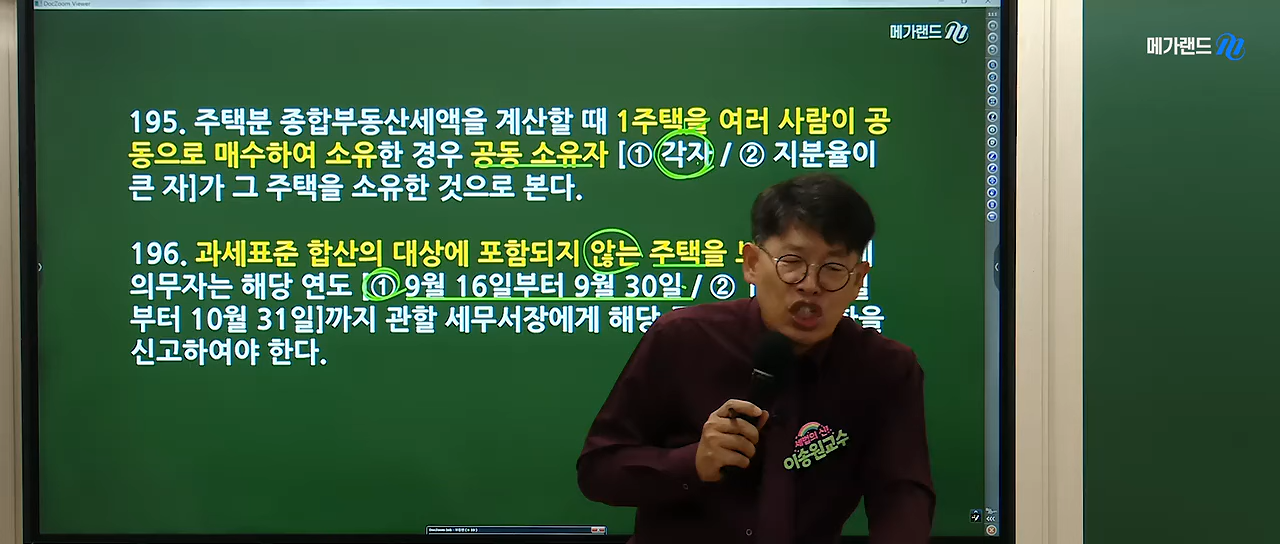 DocZoom Viewer
메가랜드
메가랜드
195. 주택분 종합부동산세액을 계산할 때 1주택을 여러 사람이 공
동으로 매수하여 소유한 경우 공동 소유자 [① 각자 / ② 지분율이
큰 자]가 그 주택을 소유한 것으로 본다.
196. 과세표준 합산의 대상에 포함되지 않는 주택을
의무자는 해당 연도 [① 9월 16일부터 9월 30일 / ②
부터 10월 31일]까지 관할 세무서장에게 해당
신고하여야 한다.
세법의 신!
이송원교수